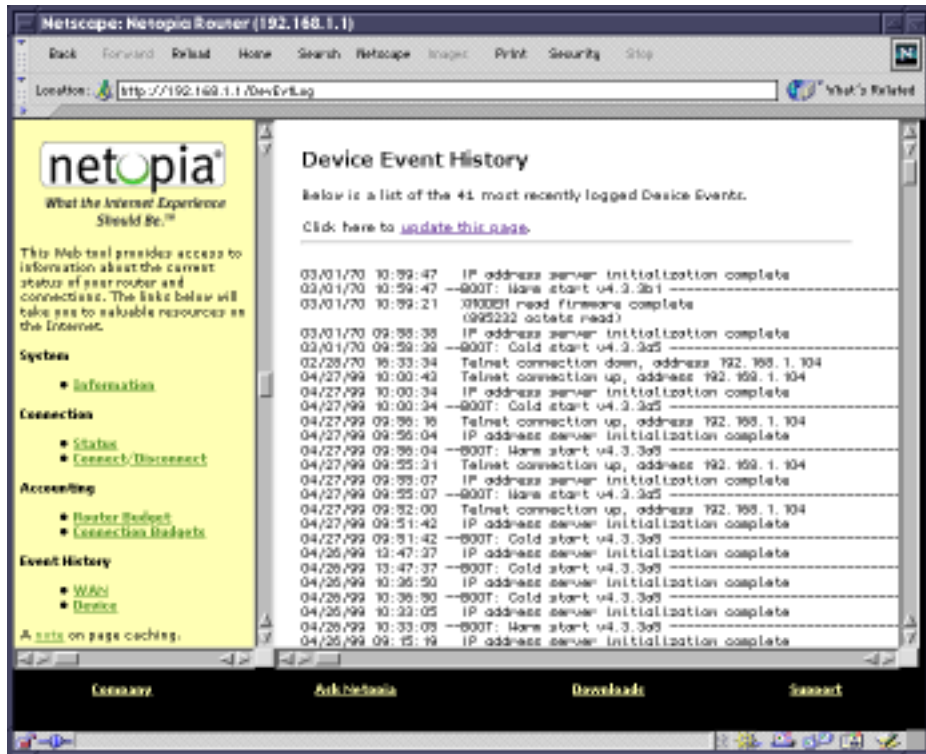 Netscape: Netopia Router (192.168.1.1)
Back Forward Reload Home Search Netscape Images Print Security Stop
Location: http://192.168.1.1/DevEvtLog What's Related
netopia
What the Internet Experience
Should Be.™
This Web tool provides access to
information about the current
status of your router and
connections. The links below will
take you to valuable resources on
the Internet.
System
• Information
Connection
• Status
• Connect/Disconnect
Accounting
• Router Budget
• Connection Budgets
Event History
• WAN
• Device
A note on page caching.
Device Event History
Below is a list of the 41 most recently logged Device Events.
Click here to update this page.
03/01/70 10:59:47 IP address server initialization complete
03/01/70 10:59:47 --BOOT: Warm start v4.3.3b1
03/01/70 10:59:21 XMODEM read firmware complete
(895232 octets read)
03/01/70 09:58:38 IP address server initialization complete
03/01/70 09:58:38 --BOOT: Cold start v4.3.3a5
02/28/70 16:33:34 Telnet connection down, address 192.168.1.104
04/27/99 10:00:43 Telnet connection up, address 192.168.1.104
04/27/99 10:00:34 IP address server initialization complete
04/27/99 10:00:34 --BOOT: Cold start v4.3.3a5
04/27/99 09:56:16 Telnet connection up, address 192.168.1.104
04/27/99 09:56:04 IP address server initialization complete
04/27/99 09:56:04 --BOOT: Warm start
04/27/99 09:55:31 Telnet connection up, address 192.168.1.104
04/27/99 09:55:07 IP address server initialization complete
04/27/99 09:55:07 --BOOT: Warm start v4.3.3a5
04/27/99 09:52:00 Telnet connection up, address 192.168.1.104
04/27/99 09:51:42 IP address server initialization complete
04/27/99 09:51:42 --BOOT: Cold start
04/26/99 13:47:37 IP address server initialization complete
04/26/99 13:47:37 --BOOT: Cold start
04/26/99 10:36:50 IP address server initialization complete
04/26/99 10:36:50 --BOOT: Cold start
04/26/99 10:33:05 IP address server initialization complete
04/26/99 10:33:05 --BOOT: Warm start
04/26/99 09:15:19 IP address server initialization complete
Company Ask Netopia Downloads Support